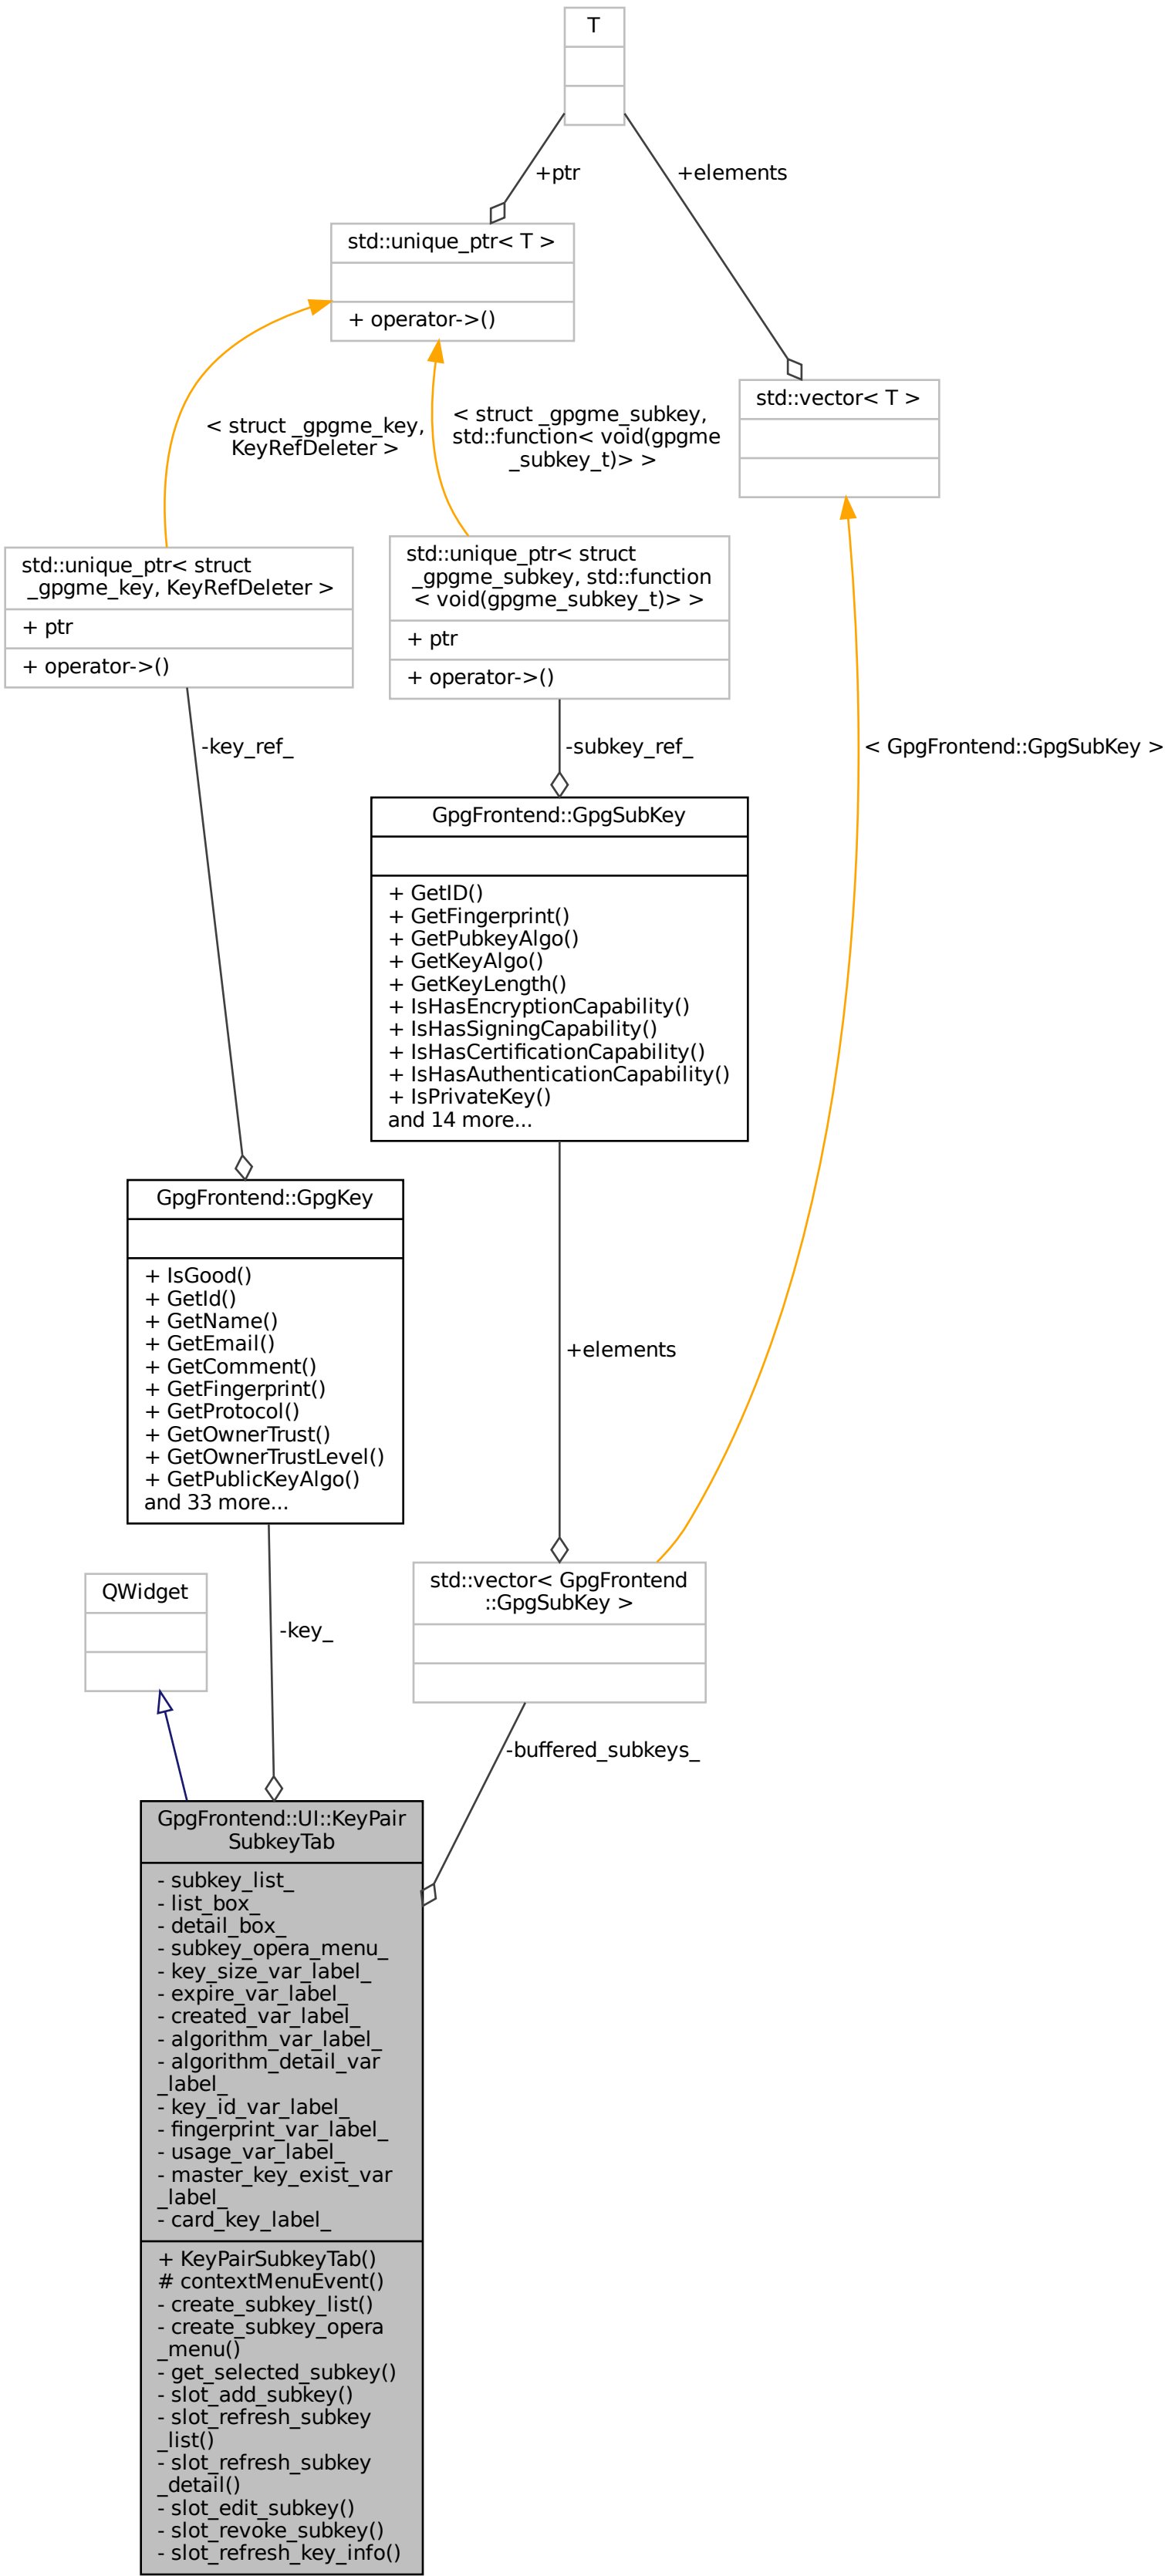 T
+ptr
+elements
std::unique_ptr< T >
+ operator->()
std::vector< T >
< struct _gpgme_key,
KeyRefDeleter >
< struct _gpgme_subkey,
std::function< void(gpgme
_subkey_t)> >
std::unique_ptr< struct
_gpgme_key, KeyRefDeleter >
+ ptr
+ operator->()
std::unique_ptr< struct
_gpgme_subkey, std::function
< void(gpgme_subkey_t)> >
+ ptr
+ operator->()
-key_ref_
-subkey_ref_
< GpgFrontend::GpgSubKey >
GpgFrontend::GpgSubKey
+ GetID()
+ GetFingerprint()
+ GetPubkeyAlgo()
+ GetKeyAlgo()
+ GetKeyLength()
+ IsHasEncryptionCapability()
+ IsHasSigningCapability()
+ IsHasCertificationCapability()
+ IsHasAuthenticationCapability()
+ IsPrivateKey()
and 14 more...
GpgFrontend::GpgKey
+ IsGood()
+ GetId()
+ GetName()
+ GetEmail()
+ GetComment()
+ GetFingerprint()
+ GetProtocol()
+ GetOwnerTrust()
+ GetOwnerTrustLevel()
+ GetPublicKeyAlgo()
and 33 more...
+elements
QWidget
std::vector< GpgFrontend
::GpgSubKey >
-key_
-buffered_subkeys_
GpgFrontend::UI::KeyPair
SubkeyTab
- subkey_list_
- list_box_
- detail_box_
- subkey_opera_menu_
- key_size_var_label_
- expire_var_label_
- created_var_label_
- algorithm_var_label_
- algorithm_detail_var
_label_
- key_id_var_label_
- fingerprint_var_label_
- usage_var_label_
- master_key_exist_var
_label_
- card_key_label_
+ KeyPairSubkeyTab()
# contextMenuEvent()
- create_subkey_list()
- create_subkey_opera
_menu()
- get_selected_subkey()
- slot_add_subkey()
- slot_refresh_subkey
_list()
- slot_refresh_subkey
_detail()
- slot_edit_subkey()
- slot_revoke_subkey()
- slot_refresh_key_info()